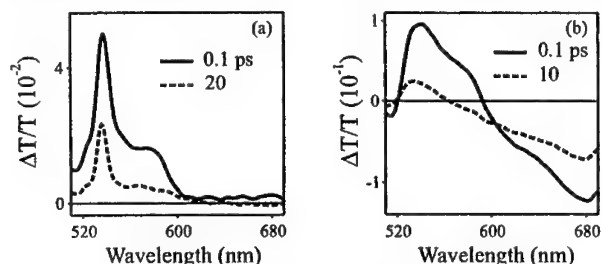 (a)
0.1 ps
20
ΔT/T (10⁻²)
4
0
520
600
680
Wavelength (nm)
(b)
0.1 ps
10
ΔT/T (10⁻¹)
1
0
-1
520
600
680
Wavelength (nm)